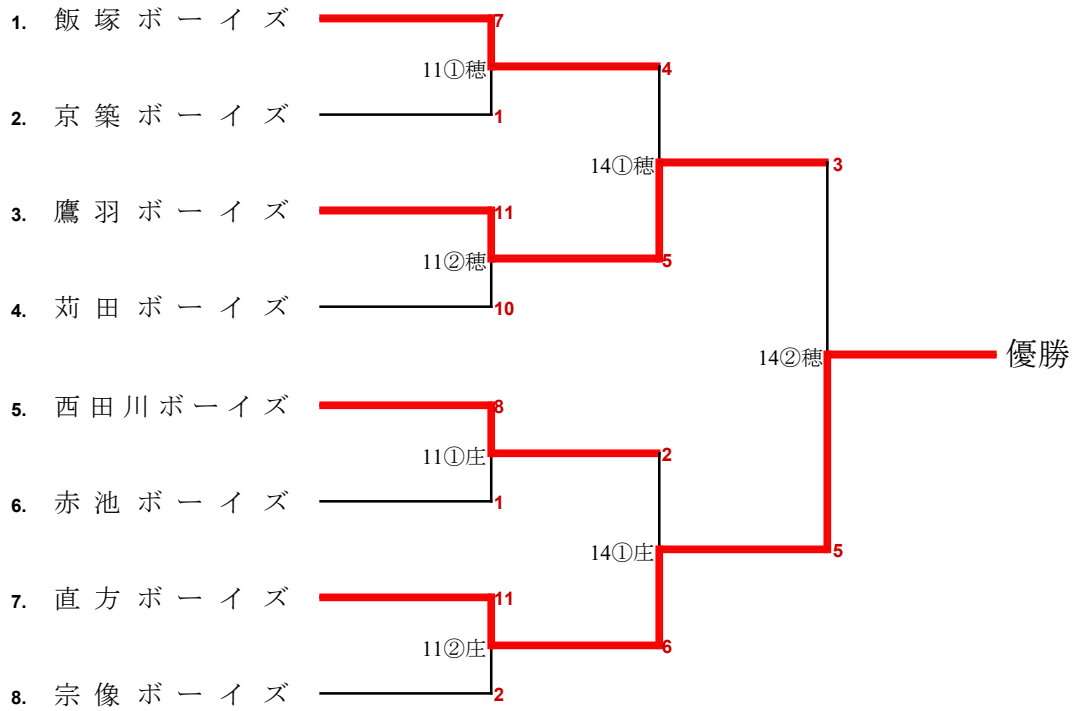 1. 飯塚ボーイズ 7
11①穂 4
2. 京築ボーイズ 1
14①穂 3
3. 鷹羽ボーイズ 11
11②穂 5
4. 苅田ボーイズ 10
14②穂 優勝
5. 西田川ボーイズ 8
11①庄 2
6. 赤池ボーイズ 1
14①庄 5
7. 直方ボーイズ 11
11②庄 6
8. 宗像ボーイズ 2